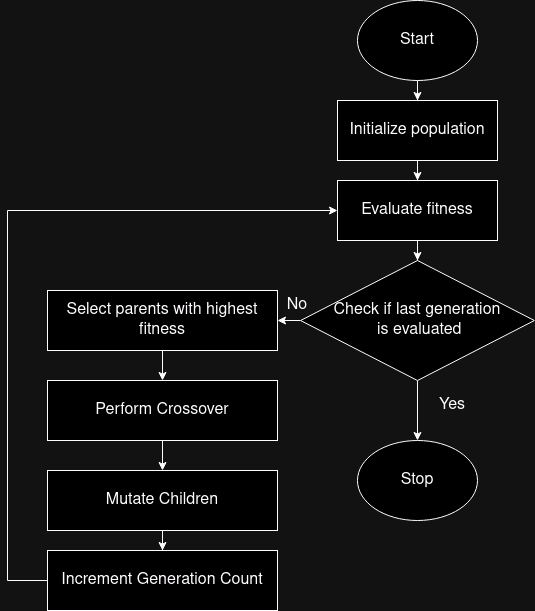 Start
Initialize population
Evaluate fitness
Check if last generation
is evaluated
No
Select parents with highest
fitness
Perform Crossover
Mutate Children
Increment Generation Count
Yes
Stop